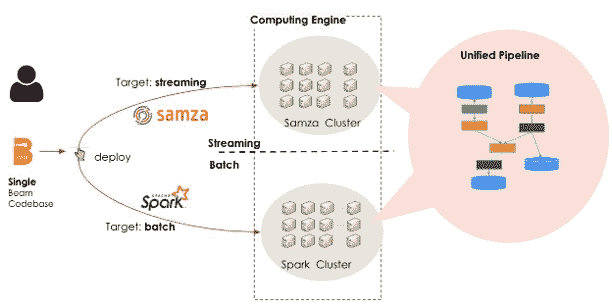 Computing Engine
Unified Pipeline
Target: streaming
samza
Samza Cluster
deploy
Streaming
Batch
Single
Beam
Codebase
APACHE
Spark
Target: batch
Spark Cluster